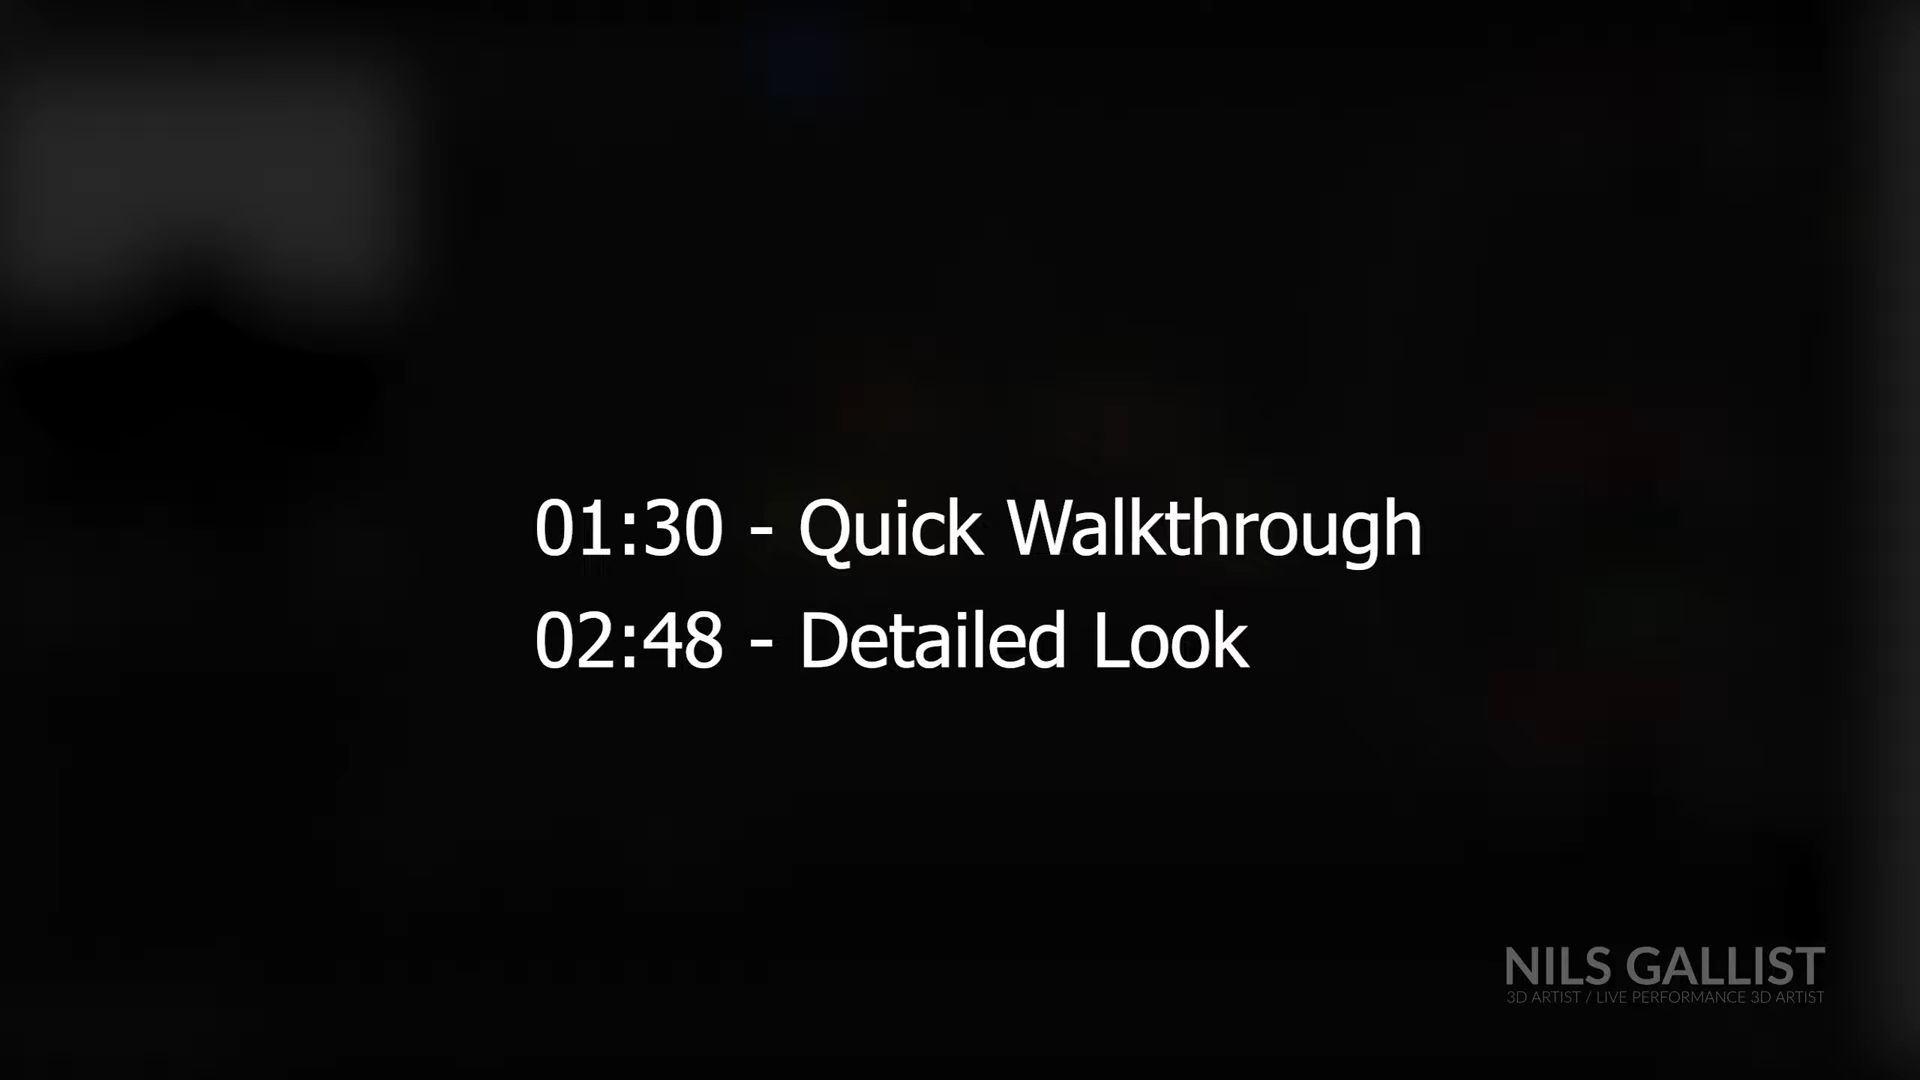 01:30 - Quick Walkthrough
02:48 - Detailed Look
NILS GALLIST
3D ARTIST / LIVE PERFORMANCE 3D ARTIST